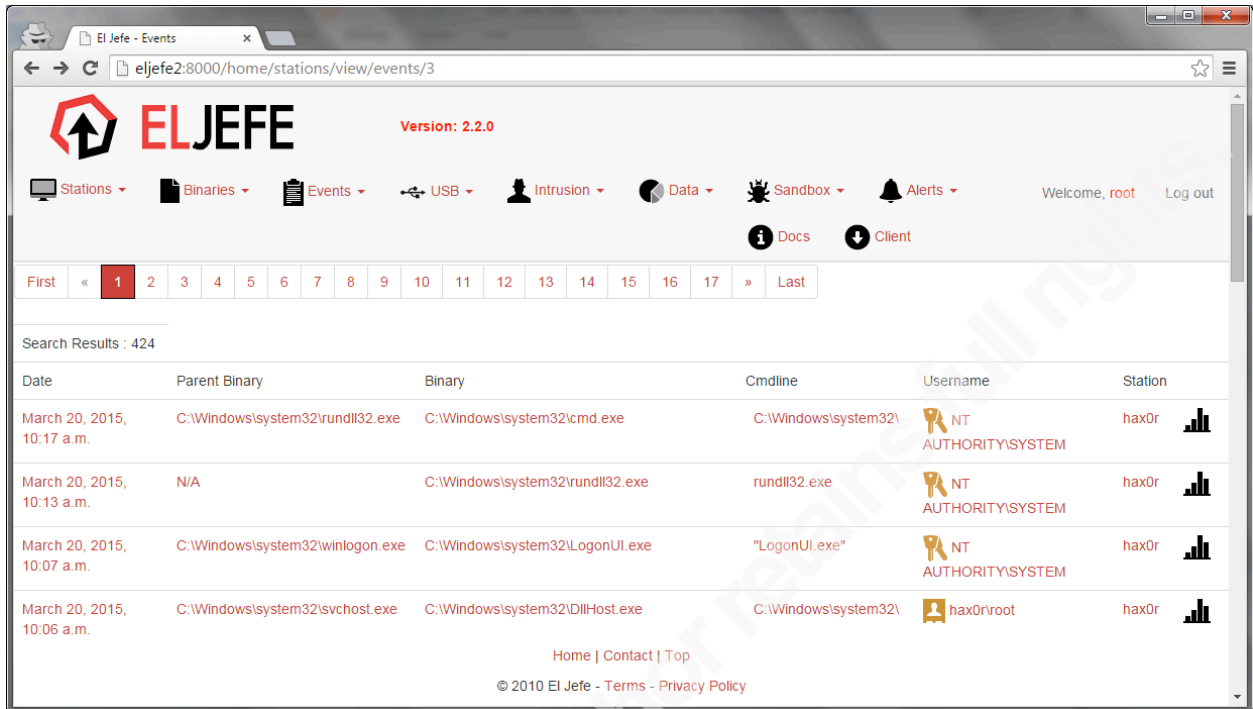 El Jefe - Events
eljefe2:8000/home/stations/view/events/3
ELJEFE
Version: 2.2.0
Stations
Binaries
Events
USB
Intrusion
Data
Sandbox
Alerts
Welcome, root
Log out
Docs
Client
First « 1 2 3 4 5 6 7 8 9 10 11 12 13 14 15 16 17 » Last
Search Results : 424
Date Parent Binary Binary Cmdline Username Station
March 20, 2015, C:\Windows\system32\rundll32.exe C:\Windows\system32\cmd.exe C:\Windows\system32\ NT hax0r
10:17 a.m. AUTHORITY\SYSTEM
March 20, 2015, N/A C:\Windows\system32\rundll32.exe rundll32.exe NT hax0r
10:13 a.m. AUTHORITY\SYSTEM
March 20, 2015, C:\Windows\system32\winlogon.exe C:\Windows\system32\LogonUI.exe "LogonUI.exe" NT hax0r
10:07 a.m. AUTHORITY\SYSTEM
March 20, 2015, C:\Windows\system32\svchost.exe C:\Windows\system32\DllHost.exe C:\Windows\system32\ hax0r\root hax0r
10:06 a.m.
Home | Contact | Top
© 2010 El Jefe - Terms - Privacy Policy
hor retains full rights.